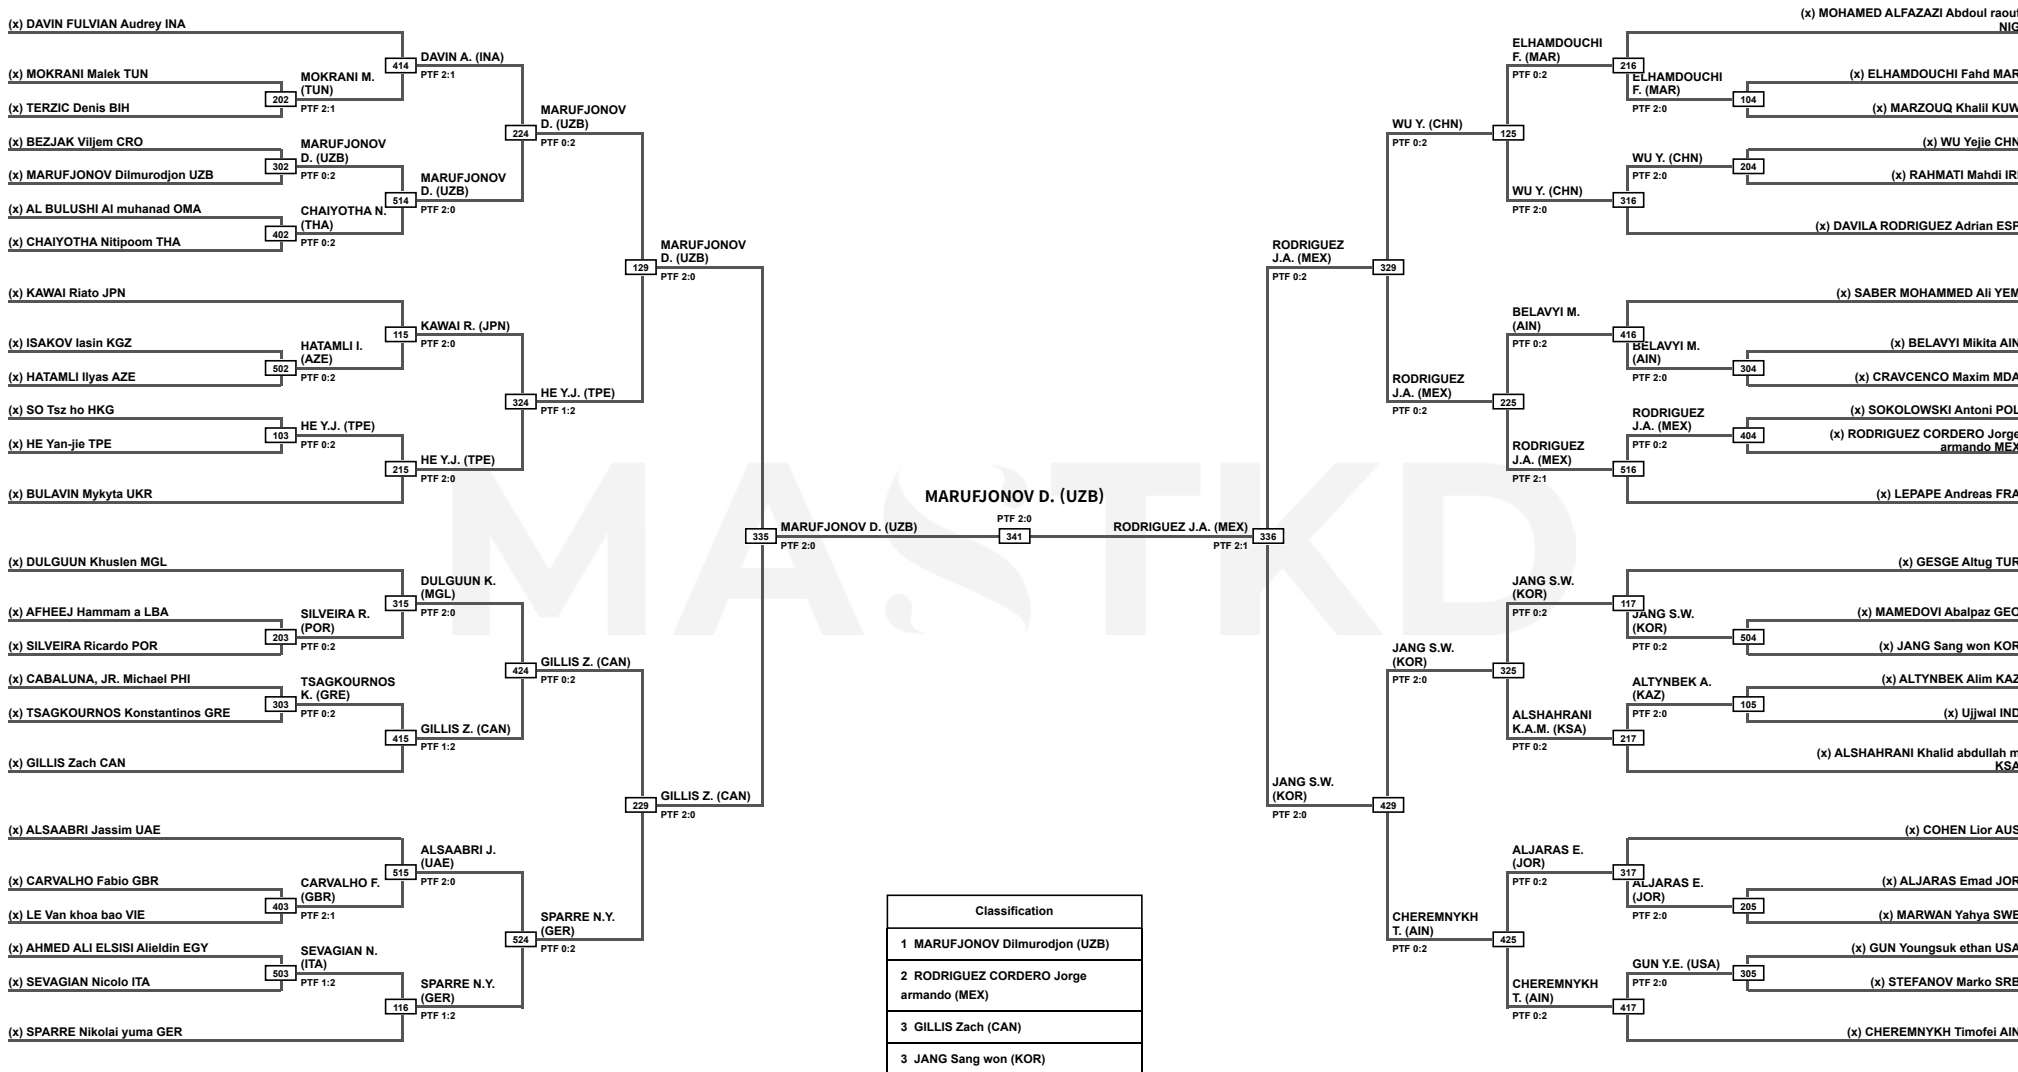 (x) DAVIN FULVIAN Audrey INA
414
DAVIN A. (INA)
PTF 2:1
(x) MOKRANI Malek TUN
202
MOKRANI M.
(TUN)
PTF 2:1
(x) TERZIC Denis BIH
224
MARUFJONOV
D. (UZB)
PTF 0:2
(x) BEZJAK Viljem CRO
302
MARUFJONOV
D. (UZB)
PTF 0:2
(x) MARUFJONOV Dilmurodjon UZB
514
MARUFJONOV
D. (UZB)
PTF 2:0
(x) AL BULUSHI Al muhanad OMA
402
CHAIYOTHA N.
(THA)
PTF 0:2
(x) CHAIYOTHA Nitipoom THA
129
MARUFJONOV
D. (UZB)
PTF 2:0
(x) KAWAI Riato JPN
115
KAWAI R. (JPN)
PTF 2:0
(x) ISAKOV Iasin KGZ
502
HATAMLI I.
(AZE)
PTF 0:2
(x) HATAMLI Ilyas AZE
324
HE Y.J. (TPE)
PTF 1:2
(x) SO Tsz ho HKG
103
HE Y.J. (TPE)
PTF 0:2
(x) HE Yan-jie TPE
215
HE Y.J. (TPE)
PTF 2:0
(x) BULAVIN Mykyta UKR
335
MARUFJONOV D. (UZB)
PTF 2:0
(x) DULGUUN Khuslen MGL
315
DULGUUN K.
(MGL)
PTF 2:0
(x) AFHEEJ Hammam a LBA
203
SILVEIRA R.
(POR)
PTF 0:2
(x) SILVEIRA Ricardo POR
424
GILLIS Z. (CAN)
PTF 0:2
(x) CABALUNA, JR. Michael PHI
303
TSAGKOURNOS
K. (GRE)
PTF 0:2
(x) TSAGKOURNOS Konstantinos GRE
415
GILLIS Z. (CAN)
PTF 1:2
(x) GILLIS Zach CAN
229
GILLIS Z. (CAN)
PTF 2:0
(x) ALSAABRI Jassim UAE
515
ALSAABRI J.
(UAE)
PTF 2:0
(x) CARVALHO Fabio GBR
403
CARVALHO F.
(GBR)
PTF 2:1
(x) LE Van khoa bao VIE
524
SPARRE N.Y.
(GER)
PTF 0:2
(x) AHMED ALI ELSISI Alieldin EGY
503
SEVAGIAN N.
(ITA)
PTF 1:2
(x) SEVAGIAN Nicolo ITA
116
SPARRE N.Y.
(GER)
PTF 1:2
(x) SPARRE Nikolai yuma GER
MASTKD
MARUFJONOV D. (UZB)
PTF 2:0
341
RODRIGUEZ J.A. (MEX)
PTF 2:1
336
(x) MOHAMED ALFAZAZI Abdoul raouf
NIG
ELHAMDOUCHI
F. (MAR)
PTF 0:2
216
ELHAMDOUCHI
F. (MAR)
PTF 2:0
104
(x) ELHAMDOUCHI Fahd MAR
(x) MARZOUQ Khalil KUW
WU Y. (CHN)
PTF 0:2
125
(x) WU Yejie CHN
WU Y. (CHN)
PTF 2:0
204
(x) RAHMATI Mahdi IRI
WU Y. (CHN)
PTF 2:0
316
(x) DAVILA RODRIGUEZ Adrian ESP
RODRIGUEZ
J.A. (MEX)
PTF 0:2
329
(x) SABER MOHAMMED Ali YEM
BELAVYI M.
(AIN)
PTF 0:2
416
BELAVYI M.
(AIN)
PTF 2:0
304
(x) BELAVYI Mikita AIN
(x) CRAVCENCO Maxim MDA
RODRIGUEZ
J.A. (MEX)
PTF 0:2
225
RODRIGUEZ
J.A. (MEX)
PTF 0:2
404
(x) SOKOLOWSKI Antoni POL
(x) RODRIGUEZ CORDERO Jorge
armando MEX
RODRIGUEZ
J.A. (MEX)
PTF 2:1
516
(x) LEPAPE Andreas FRA
(x) GESGE Altug TUR
JANG S.W.
(KOR)
PTF 0:2
117
JANG S.W.
(KOR)
PTF 0:2
504
(x) MAMEDOVI Abalpaz GEO
(x) JANG Sang won KOR
JANG S.W.
(KOR)
PTF 2:0
325
ALTYNBEK A.
(KAZ)
PTF 2:0
105
(x) ALTYNBEK Alim KAZ
(x) Ujjwal IND
ALSHAHRANI
K.A.M. (KSA)
PTF 0:2
217
(x) ALSHAHRANI Khalid abdullah m
KSA
JANG S.W.
(KOR)
PTF 2:0
429
(x) COHEN Lior AUS
ALJARAS E.
(JOR)
PTF 0:2
317
ALJARAS E.
(JOR)
PTF 2:0
205
(x) ALJARAS Emad JOR
(x) MARWAN Yahya SWE
CHEREMNYKH
T. (AIN)
PTF 0:2
425
GUN Y.E. (USA)
PTF 2:0
305
(x) GUN Youngsuk ethan USA
(x) STEFANOV Marko SRB
CHEREMNYKH
T. (AIN)
PTF 0:2
417
(x) CHEREMNYKH Timofei AIN
Classification
1 MARUFJONOV Dilmurodjon (UZB)
2 RODRIGUEZ CORDERO Jorge
armando (MEX)
3 GILLIS Zach (CAN)
3 JANG Sang won (KOR)